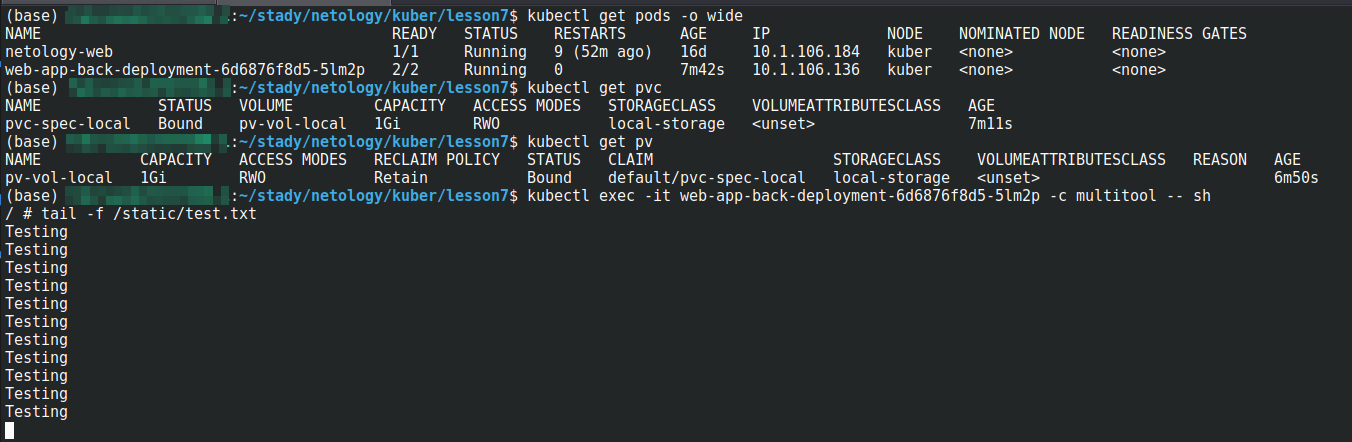 (base) :~/stady/netology/kuber/lesson7$ kubectl get pods -o wide
NAME READY STATUS RESTARTS AGE IP NODE NOMINATED NODE READINESS GATES
netology-web 1/1 Running 9 (52m ago) 16d 10.1.106.184 kuber <none> <none>
web-app-back-deployment-6d6876f8d5-5lm2p 2/2 Running 0 7m42s 10.1.106.136 kuber <none> <none>
(base) :~/stady/netology/kuber/lesson7$ kubectl get pvc
NAME STATUS VOLUME CAPACITY ACCESS MODES STORAGECLASS VOLUMEATTRIBUTESCLASS AGE
pvc-spec-local Bound pv-vol-local 1Gi RWO local-storage <unset> 7m11s
(base) :~/stady/netology/kuber/lesson7$ kubectl get pv
NAME CAPACITY ACCESS MODES RECLAIM POLICY STATUS CLAIM STORAGECLASS VOLUMEATTRIBUTESCLASS REASON AGE
pv-vol-local 1Gi RWO Retain Bound default/pvc-spec-local local-storage <unset> 6m50s
(base) :~/stady/netology/kuber/lesson7$ kubectl exec -it web-app-back-deployment-6d6876f8d5-5lm2p -c multitool -- sh
/ # tail -f /static/test.txt
Testing
Testing
Testing
Testing
Testing
Testing
Testing
Testing
Testing
Testing
Testing